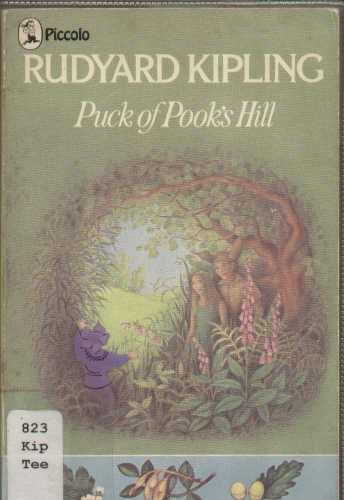 Piccolo
RUDYARD KIPLING
Puck of Pook's Hill
823
Kip
Tee